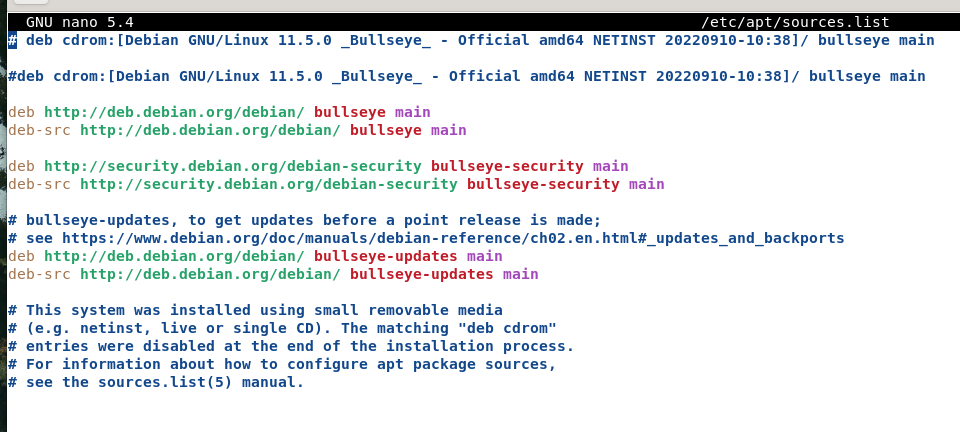 GNU nano 5.4 /etc/apt/sources.list
# deb cdrom:[Debian GNU/Linux 11.5.0 _Bullseye_ - Official amd64 NETINST 20220910-10:38]/ bullseye main
#deb cdrom:[Debian GNU/Linux 11.5.0 _Bullseye_ - Official amd64 NETINST 20220910-10:38]/ bullseye main
deb http://deb.debian.org/debian/ bullseye main
deb-src http://deb.debian.org/debian/ bullseye main
deb http://security.debian.org/debian-security bullseye-security main
deb-src http://security.debian.org/debian-security bullseye-security main
# bullseye-updates, to get updates before a point release is made;
# see https://www.debian.org/doc/manuals/debian-reference/ch02.en.html#_updates_and_backports
deb http://deb.debian.org/debian/ bullseye-updates main
deb-src http://deb.debian.org/debian/ bullseye-updates main
# This system was installed using small removable media
# (e.g. netinst, live or single CD). The matching "deb cdrom"
# entries were disabled at the end of the installation process.
# For information about how to configure apt package sources,
# see the sources.list(5) manual.